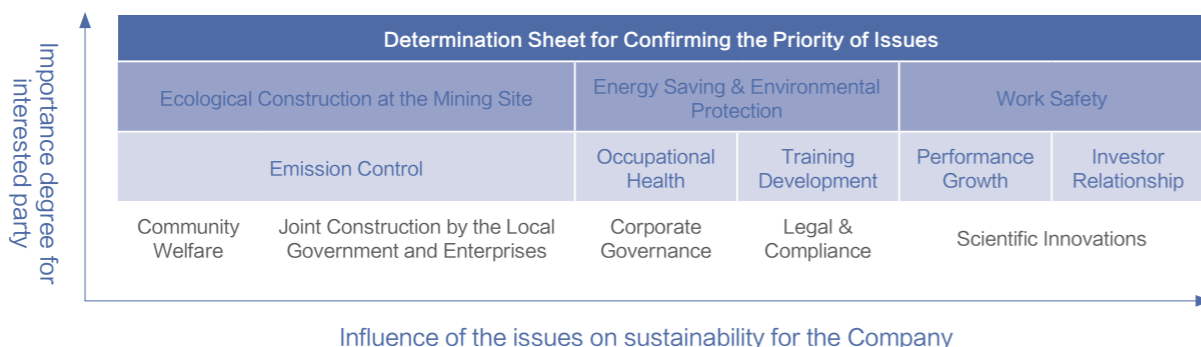 Importance degree for
interested party
Determination Sheet for Confirming the Priority of Issues
Ecological Construction at the Mining Site
Energy Saving & Environmental
Protection
Work Safety
Emission Control
Occupational
Health
Training
Development
Performance
Growth
Investor
Relationship
Community
Welfare
Joint Construction by the Local
Government and Enterprises
Corporate
Governance
Legal &
Compliance
Scientific Innovations
Influence of the issues on sustainability for the Company